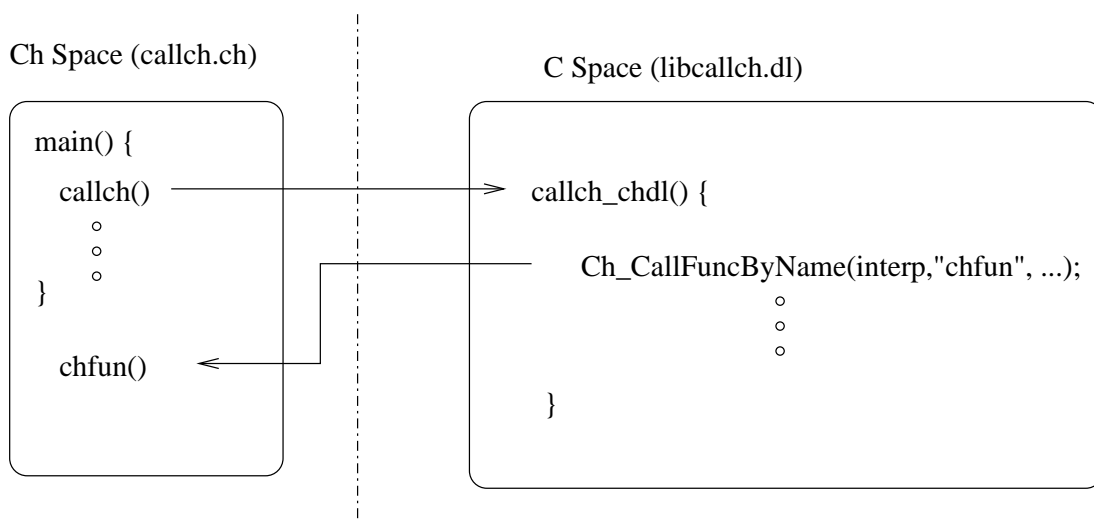 Ch Space (callch.ch)
main() {
callch()
}
chfun()
C Space (libcallch.dl)
callch_chdl() {
Ch_CallFuncByName(interp,"chfun", ...);
}